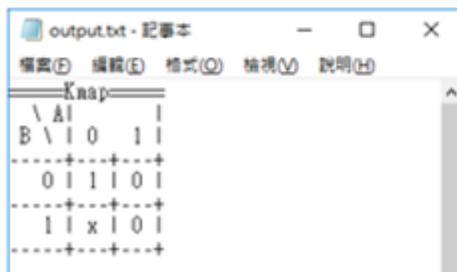 output.txt - 記事本
檔案(F) 編輯(E) 格式(O) 檢視(V) 說明(H)
=====Kmap=====
  \ A|       |
B \ | 0   1 |
-----+---+---+
  0 | 1 | 0 |
-----+---+---+
  1 | x | 0 |
-----+---+---+